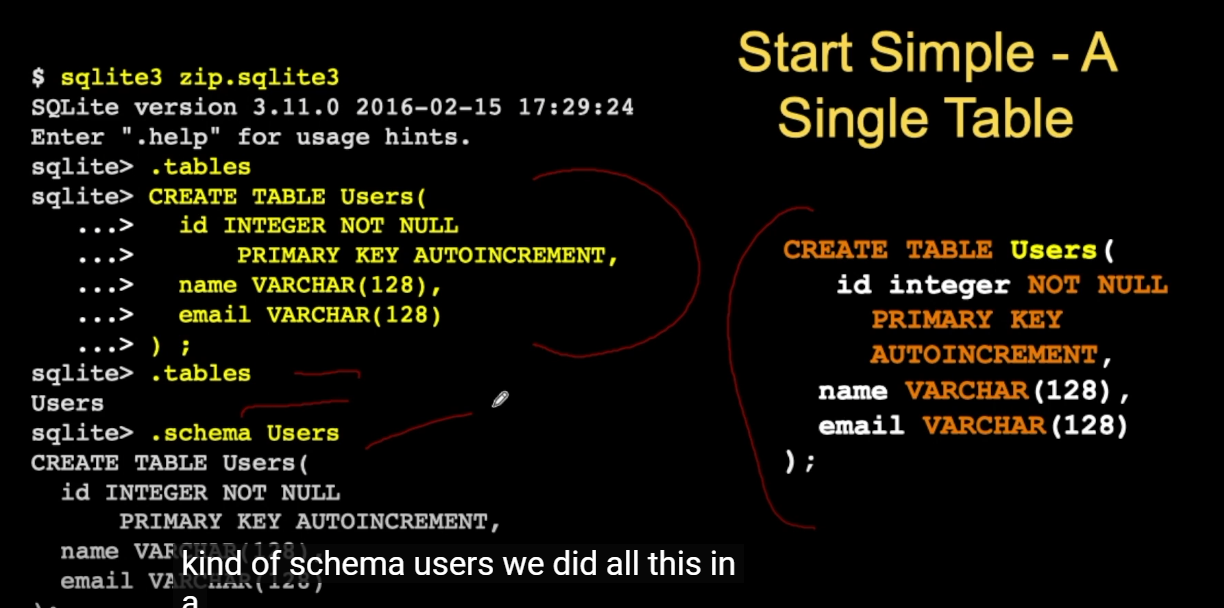 Start Simple - A
Single Table
$ sqlite3 zip.sqlite3
SQLite version 3.11.0 2016-02-15 17:29:24
Enter ".help" for usage hints.
sqlite> .tables
sqlite> CREATE TABLE Users(
...> id INTEGER NOT NULL
...> PRIMARY KEY AUTOINCREMENT,
...> name VARCHAR(128),
...> email VARCHAR(128)
...> ) ;
sqlite> .tables
Users
sqlite> .schema Users
CREATE TABLE Users(
id INTEGER NOT NULL
PRIMARY KEY AUTOINCREMENT,
name VARCHAR(128),
email VARCHAR(128)
);
CREATE TABLE Users(
id integer NOT NULL
PRIMARY KEY
AUTOINCREMENT,
name VARCHAR(128),
email VARCHAR(128)
);
kind of schema users we did all this in
a